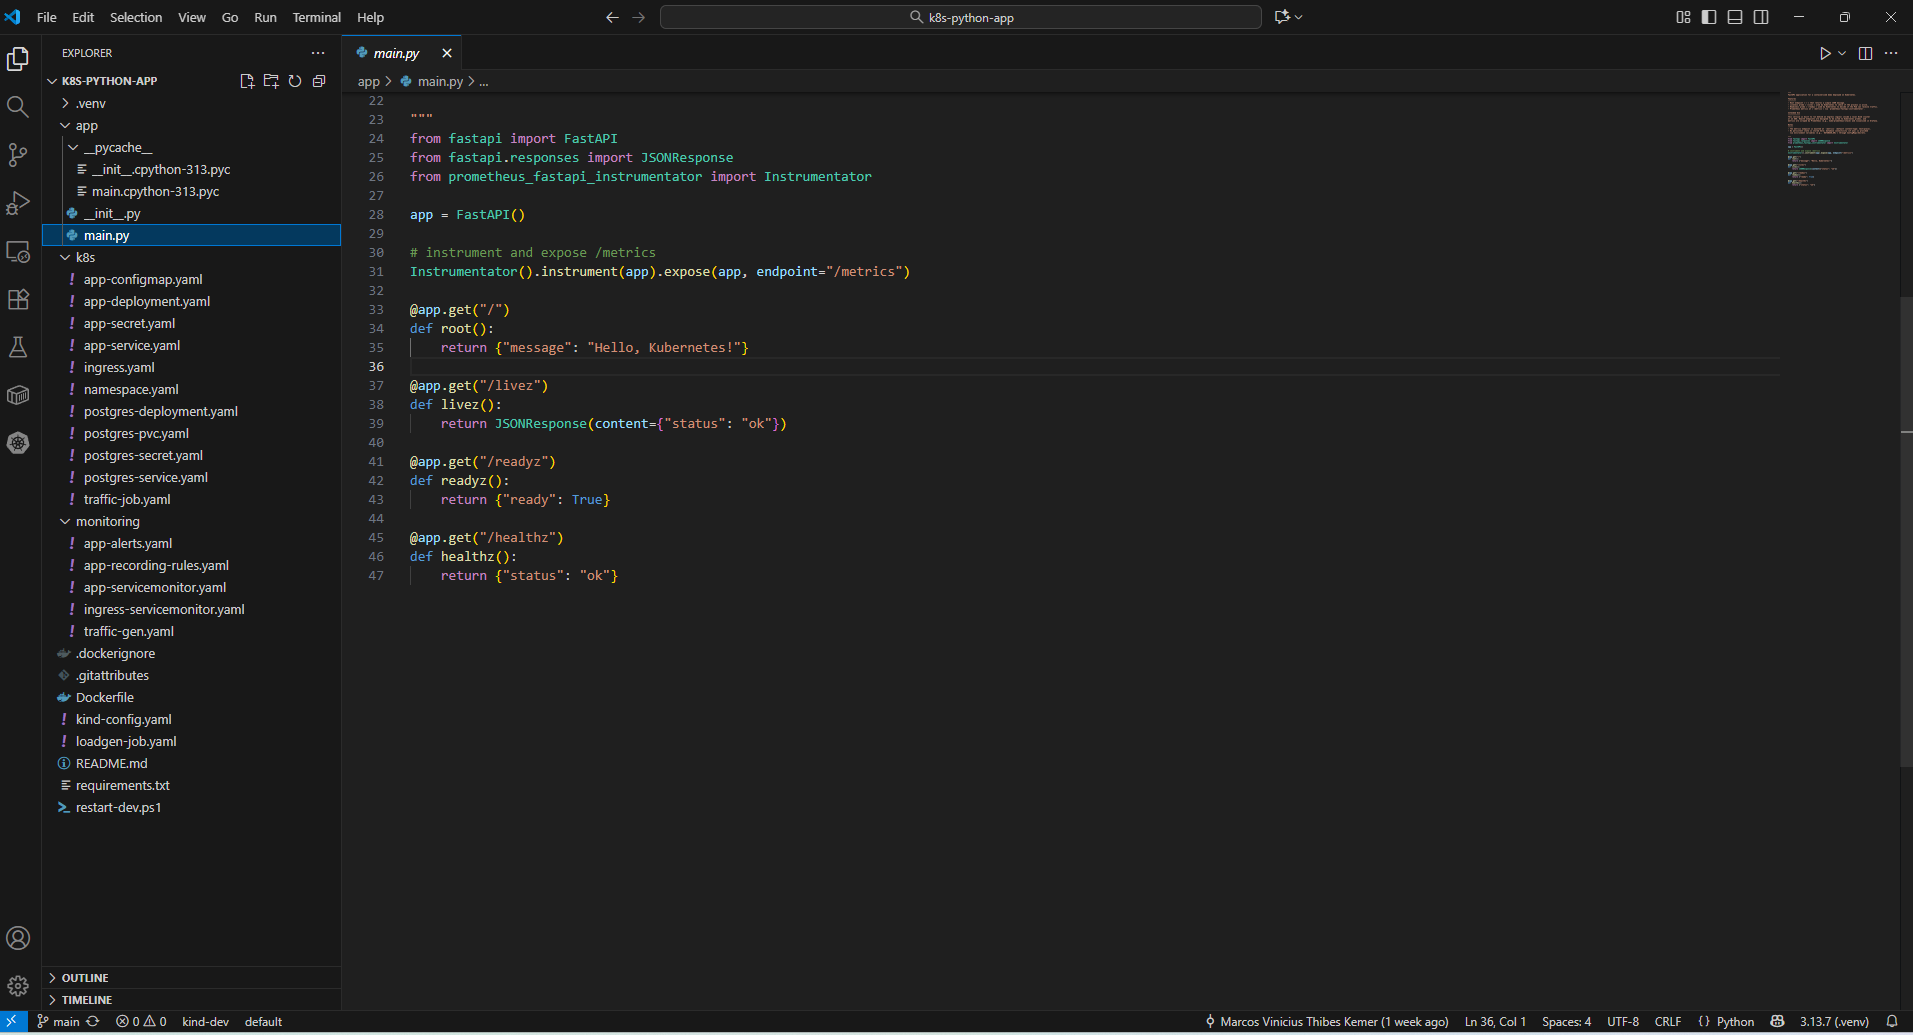 File Edit Selection View Go Run Terminal Help
k8s-python-app
EXPLORER
K8S-PYTHON-APP
.venv
app
__pycache__
__init__.cpython-313.pyc
main.cpython-313.pyc
__init__.py
main.py
k8s
app-configmap.yaml
app-deployment.yaml
app-secret.yaml
app-service.yaml
ingress.yaml
namespace.yaml
postgres-deployment.yaml
postgres-pvc.yaml
postgres-secret.yaml
postgres-service.yaml
traffic-job.yaml
monitoring
app-alerts.yaml
app-recording-rules.yaml
app-servicemonitor.yaml
ingress-servicemonitor.yaml
traffic-gen.yaml
.dockerignore
.gitattributes
Dockerfile
kind-config.yaml
loadgen-job.yaml
README.md
requirements.txt
restart-dev.ps1
OUTLINE
TIMELINE
main.py
app > main.py > ...
22
23 """
24 from fastapi import FastAPI
25 from fastapi.responses import JSONResponse
26 from prometheus_fastapi_instrumentator import Instrumentator
27
28 app = FastAPI()
29
30 # instrument and expose /metrics
31 Instrumentator().instrument(app).expose(app, endpoint="/metrics")
32
33 @app.get("/")
34 def root():
35     return {"message": "Hello, Kubernetes!"}
36
37 @app.get("/livez")
38 def livez():
39     return JSONResponse(content={"status": "ok"})
40
41 @app.get("/readyz")
42 def readyz():
43     return {"ready": True}
44
45 @app.get("/healthz")
46 def healthz():
47     return {"status": "ok"}
main 0 0 kind-dev default Marcos Vinicius Thibes Kemer (1 week ago) Ln 36, Col 1 Spaces: 4 UTF-8 CRLF {} Python 3.13.7 (.venv)